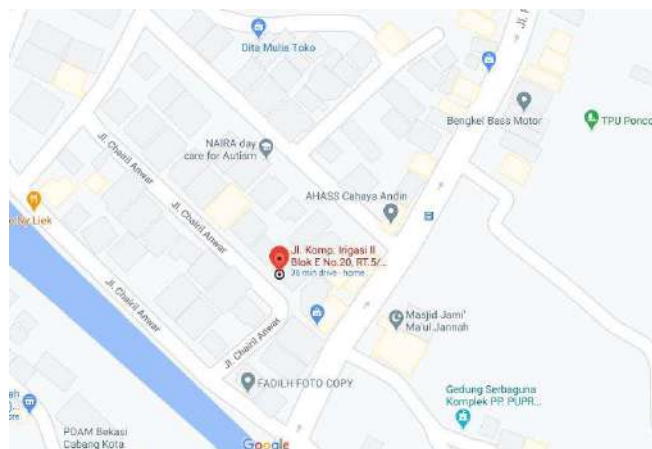 Dita Mulia Toko
Bengkel Bass Motor
TPU Ponco
Jl. Chairil Anwar
NAIRA day
care for Autism
AHASS Cahaya Andin
Jl. Chairil Anwar
Liek
Jl. Komp. Irigasi II
Blok E No.20, RT.5/...
36 min drive - home
Jl. Chairil Anwar
Masjid Jami'
Ma'ul Jannah
Jl. Chairil Anwar
FADILH FOTO COPY
Gedung Serbaguna
Komplek PP. PUPR...
PDAM Bekasi
Cabang Kota
Google